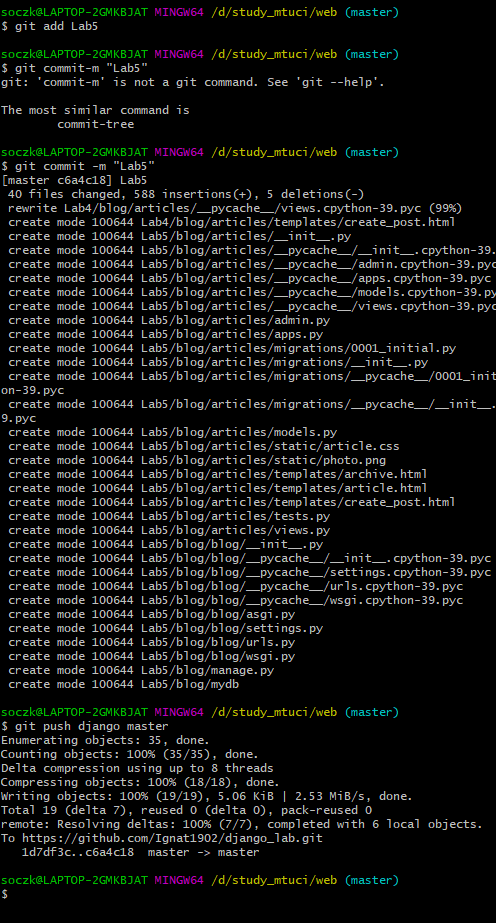 soczk@LAPTOP-2GMKBJAT MINGW64 /d/study_mtuci/web (master)
$ git add Lab5

soczk@LAPTOP-2GMKBJAT MINGW64 /d/study_mtuci/web (master)
$ git commit-m "Lab5"
git: 'commit-m' is not a git command. See 'git --help'.

The most similar command is
        commit-tree

soczk@LAPTOP-2GMKBJAT MINGW64 /d/study_mtuci/web (master)
$ git commit -m "Lab5"
[master c6a4c18] Lab5
 40 files changed, 588 insertions(+), 5 deletions(-)
 rewrite Lab4/blog/articles/__pycache__/views.cpython-39.pyc (99%)
 create mode 100644 Lab4/blog/articles/templates/create_post.html
 create mode 100644 Lab5/blog/articles/__init__.py
 create mode 100644 Lab5/blog/articles/__pycache__/__init__.cpython-39.
 create mode 100644 Lab5/blog/articles/__pycache__/admin.cpython-39.pyc
 create mode 100644 Lab5/blog/articles/__pycache__/apps.cpython-39.pyc
 create mode 100644 Lab5/blog/articles/__pycache__/models.cpython-39.py
 create mode 100644 Lab5/blog/articles/__pycache__/views.cpython-39.pyc
 create mode 100644 Lab5/blog/articles/admin.py
 create mode 100644 Lab5/blog/articles/apps.py
 create mode 100644 Lab5/blog/articles/migrations/0001_initial.py
 create mode 100644 Lab5/blog/articles/migrations/__init__.py
 create mode 100644 Lab5/blog/articles/migrations/__pycache__/0001_init
on-39.pyc
 create mode 100644 Lab5/blog/articles/migrations/__pycache__/__init__.
9.pyc
 create mode 100644 Lab5/blog/articles/models.py
 create mode 100644 Lab5/blog/articles/static/article.css
 create mode 100644 Lab5/blog/articles/static/photo.png
 create mode 100644 Lab5/blog/articles/templates/archive.html
 create mode 100644 Lab5/blog/articles/templates/article.html
 create mode 100644 Lab5/blog/articles/templates/create_post.html
 create mode 100644 Lab5/blog/articles/tests.py
 create mode 100644 Lab5/blog/articles/views.py
 create mode 100644 Lab5/blog/blog/__init__.py
 create mode 100644 Lab5/blog/blog/__pycache__/__init__.cpython-39.pyc
 create mode 100644 Lab5/blog/blog/__pycache__/settings.cpython-39.pyc
 create mode 100644 Lab5/blog/blog/__pycache__/urls.cpython-39.pyc
 create mode 100644 Lab5/blog/blog/__pycache__/wsgi.cpython-39.pyc
 create mode 100644 Lab5/blog/blog/asgi.py
 create mode 100644 Lab5/blog/blog/settings.py
 create mode 100644 Lab5/blog/blog/urls.py
 create mode 100644 Lab5/blog/blog/wsgi.py
 create mode 100644 Lab5/blog/manage.py
 create mode 100644 Lab5/blog/mydb

soczk@LAPTOP-2GMKBJAT MINGW64 /d/study_mtuci/web (master)
$ git push django master
Enumerating objects: 35, done.
Counting objects: 100% (35/35), done.
Delta compression using up to 8 threads
Compressing objects: 100% (18/18), done.
Writing objects: 100% (19/19), 5.06 KiB | 2.53 MiB/s, done.
Total 19 (delta 7), reused 0 (delta 0), pack-reused 0
remote: Resolving deltas: 100% (7/7), completed with 6 local objects.
To https://github.com/Ignat1902/django_lab.git
   1d7df3c..c6a4c18  master -> master

soczk@LAPTOP-2GMKBJAT MINGW64 /d/study_mtuci/web (master)
$